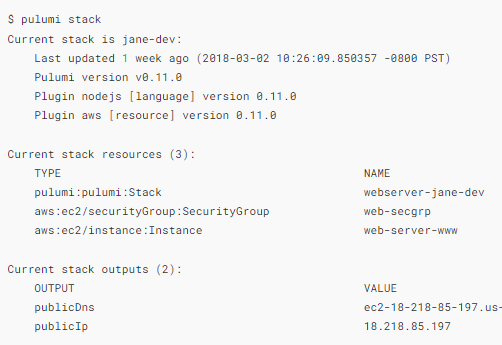 $ pulumi stack
Current stack is jane-dev:
Last updated 1 week ago (2018-03-02 10:26:09.850357 -0800 PST)
Pulumi version v0.11.0
Plugin nodejs [language] version 0.11.0
Plugin aws [resource] version 0.11.0
Current stack resources (3):
TYPE NAME
pulumi:pulumi:Stack webserver-jane-dev
aws:ec2/securityGroup:SecurityGroup web-secgrp
aws:ec2/instance:Instance web-server-www
Current stack outputs (2):
OUTPUT VALUE
publicDns ec2-18-218-85-197.us-
publicIp 18.218.85.197